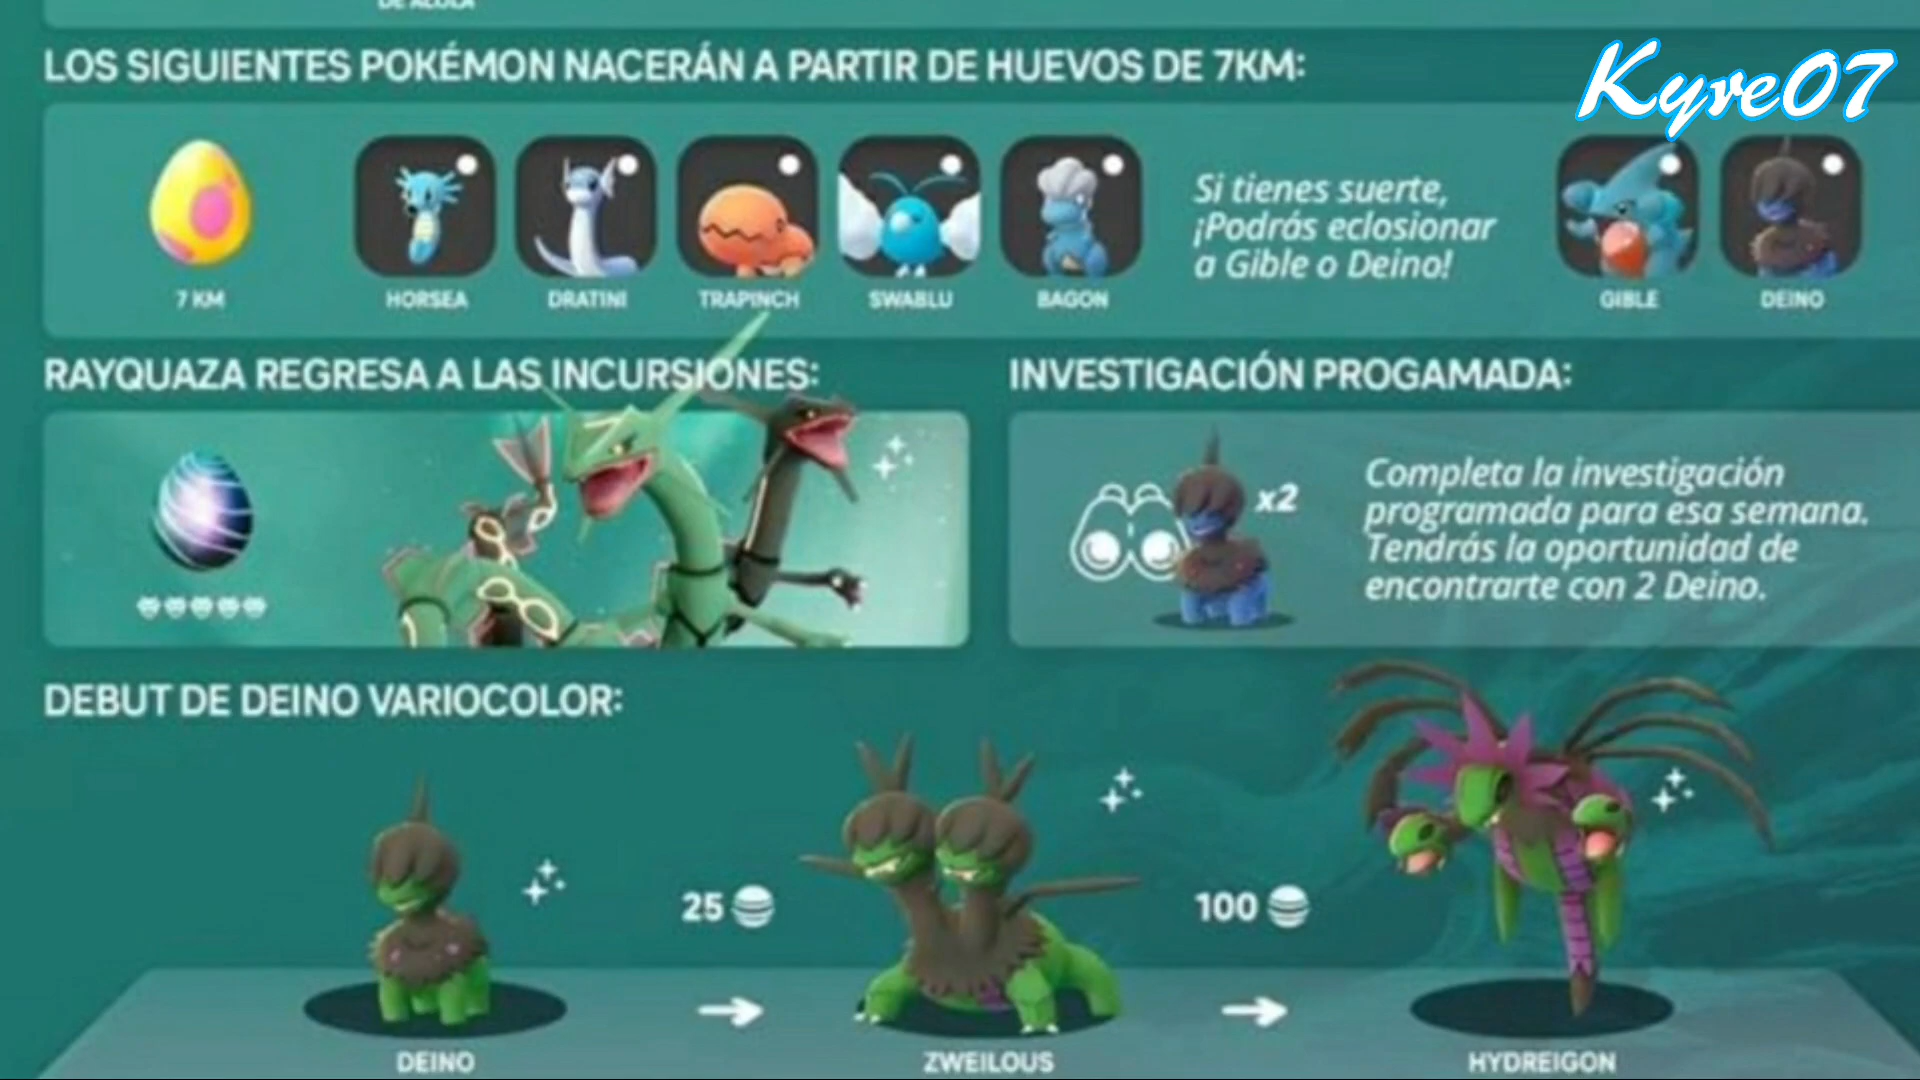 DE ALOLA
LOS SIGUIENTES POKÉMON NACERÁN A PARTIR DE HUEVOS DE 7KM:
Kyre07
7 KM
HORSEA
DRATINI
TRAPINCH
SWABLU
BAGON
Si tienes suerte,
¡Podrás eclosionar
a Gible o Deino!
GIBLE
DEINO
RAYQUAZA REGRESA A LAS INCURSIONES:
INVESTIGACIÓN PROGAMADA:
x2
Completa la investigación
programada para esa semana.
Tendrás la oportunidad de
encontrarte con 2 Deino.
DEBUT DE DEINO VARIOCOLOR:
25
100
DEINO
ZWEILOUS
HYDREIGON